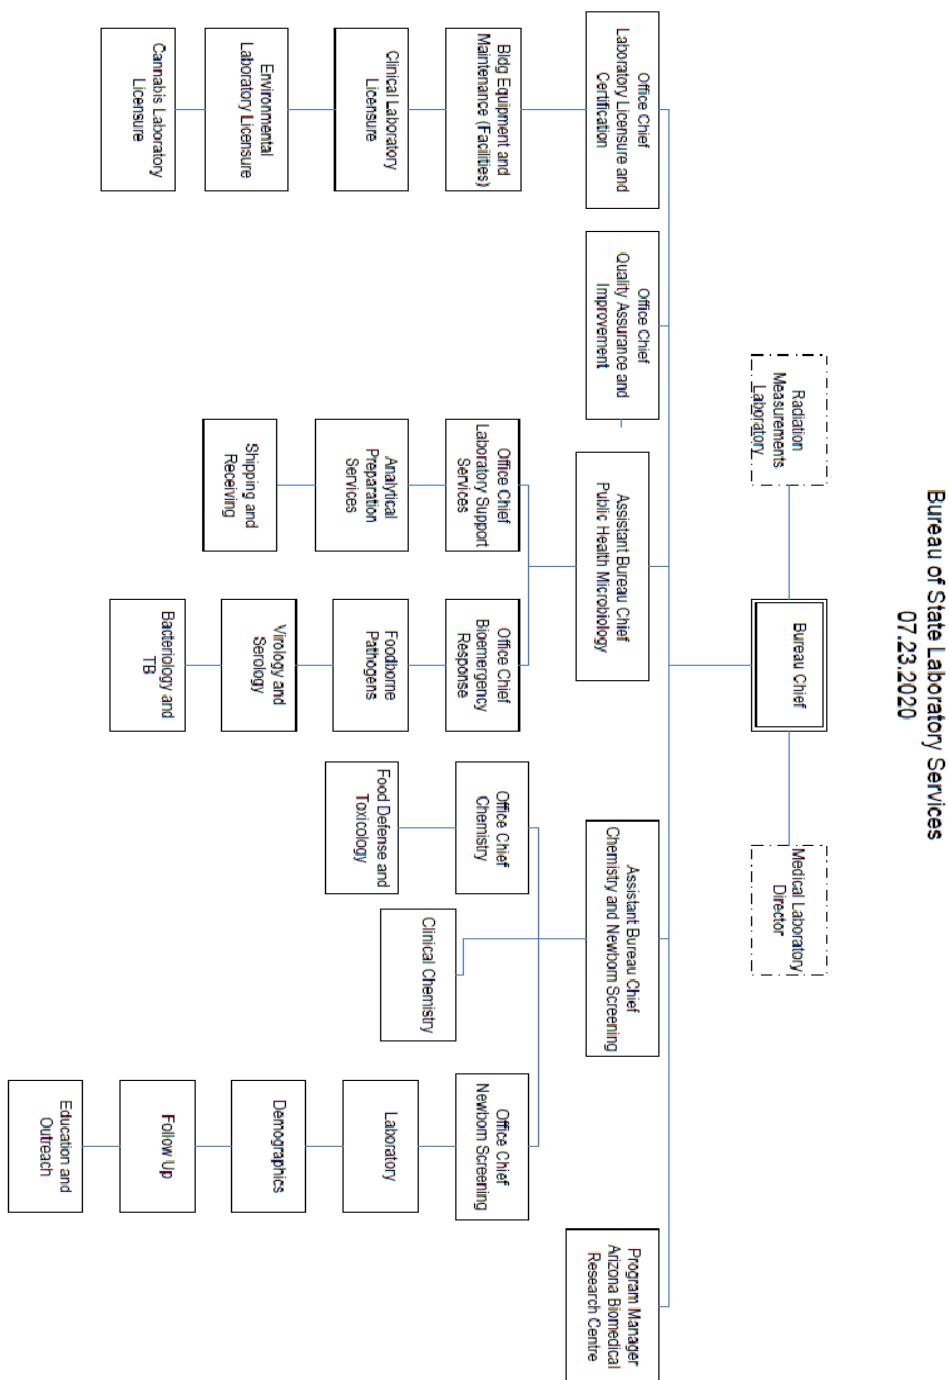 Bureau of State Laboratory Services
07.23.2020
Radiation
Measurements
Laboratory
Bureau Chief
Medical Laboratory
Director
Office Chief
Laboratory Licensure and
Certification
Office Chief
Quality Assurance and
Improvement
Assistant Bureau Chief
Public Health Microbiology
Assistant Bureau Chief
Chemistry and Newborn Screening
Program Manager
Arizona Biomedical
Research Centre
Bldg Equipment and
Maintenance (Facilities)
Clinical Laboratory
Licensure
Environmental
Laboratory Licensure
Cannabis Laboratory
Licensure
Office Chief
Laboratory Support
Services
Analytical
Preparation
Services
Shipping and
Receiving
Office Chief
Bioemergency
Response
Foodborne
Pathogens
Virology and
Serology
Bacteriology and
TB
Office Chief
Chemistry
Food Defense and
Toxicology
Clinical Chemistry
Office Chief
Newborn Screening
Laboratory
Demographics
Follow Up
Education and
Outreach